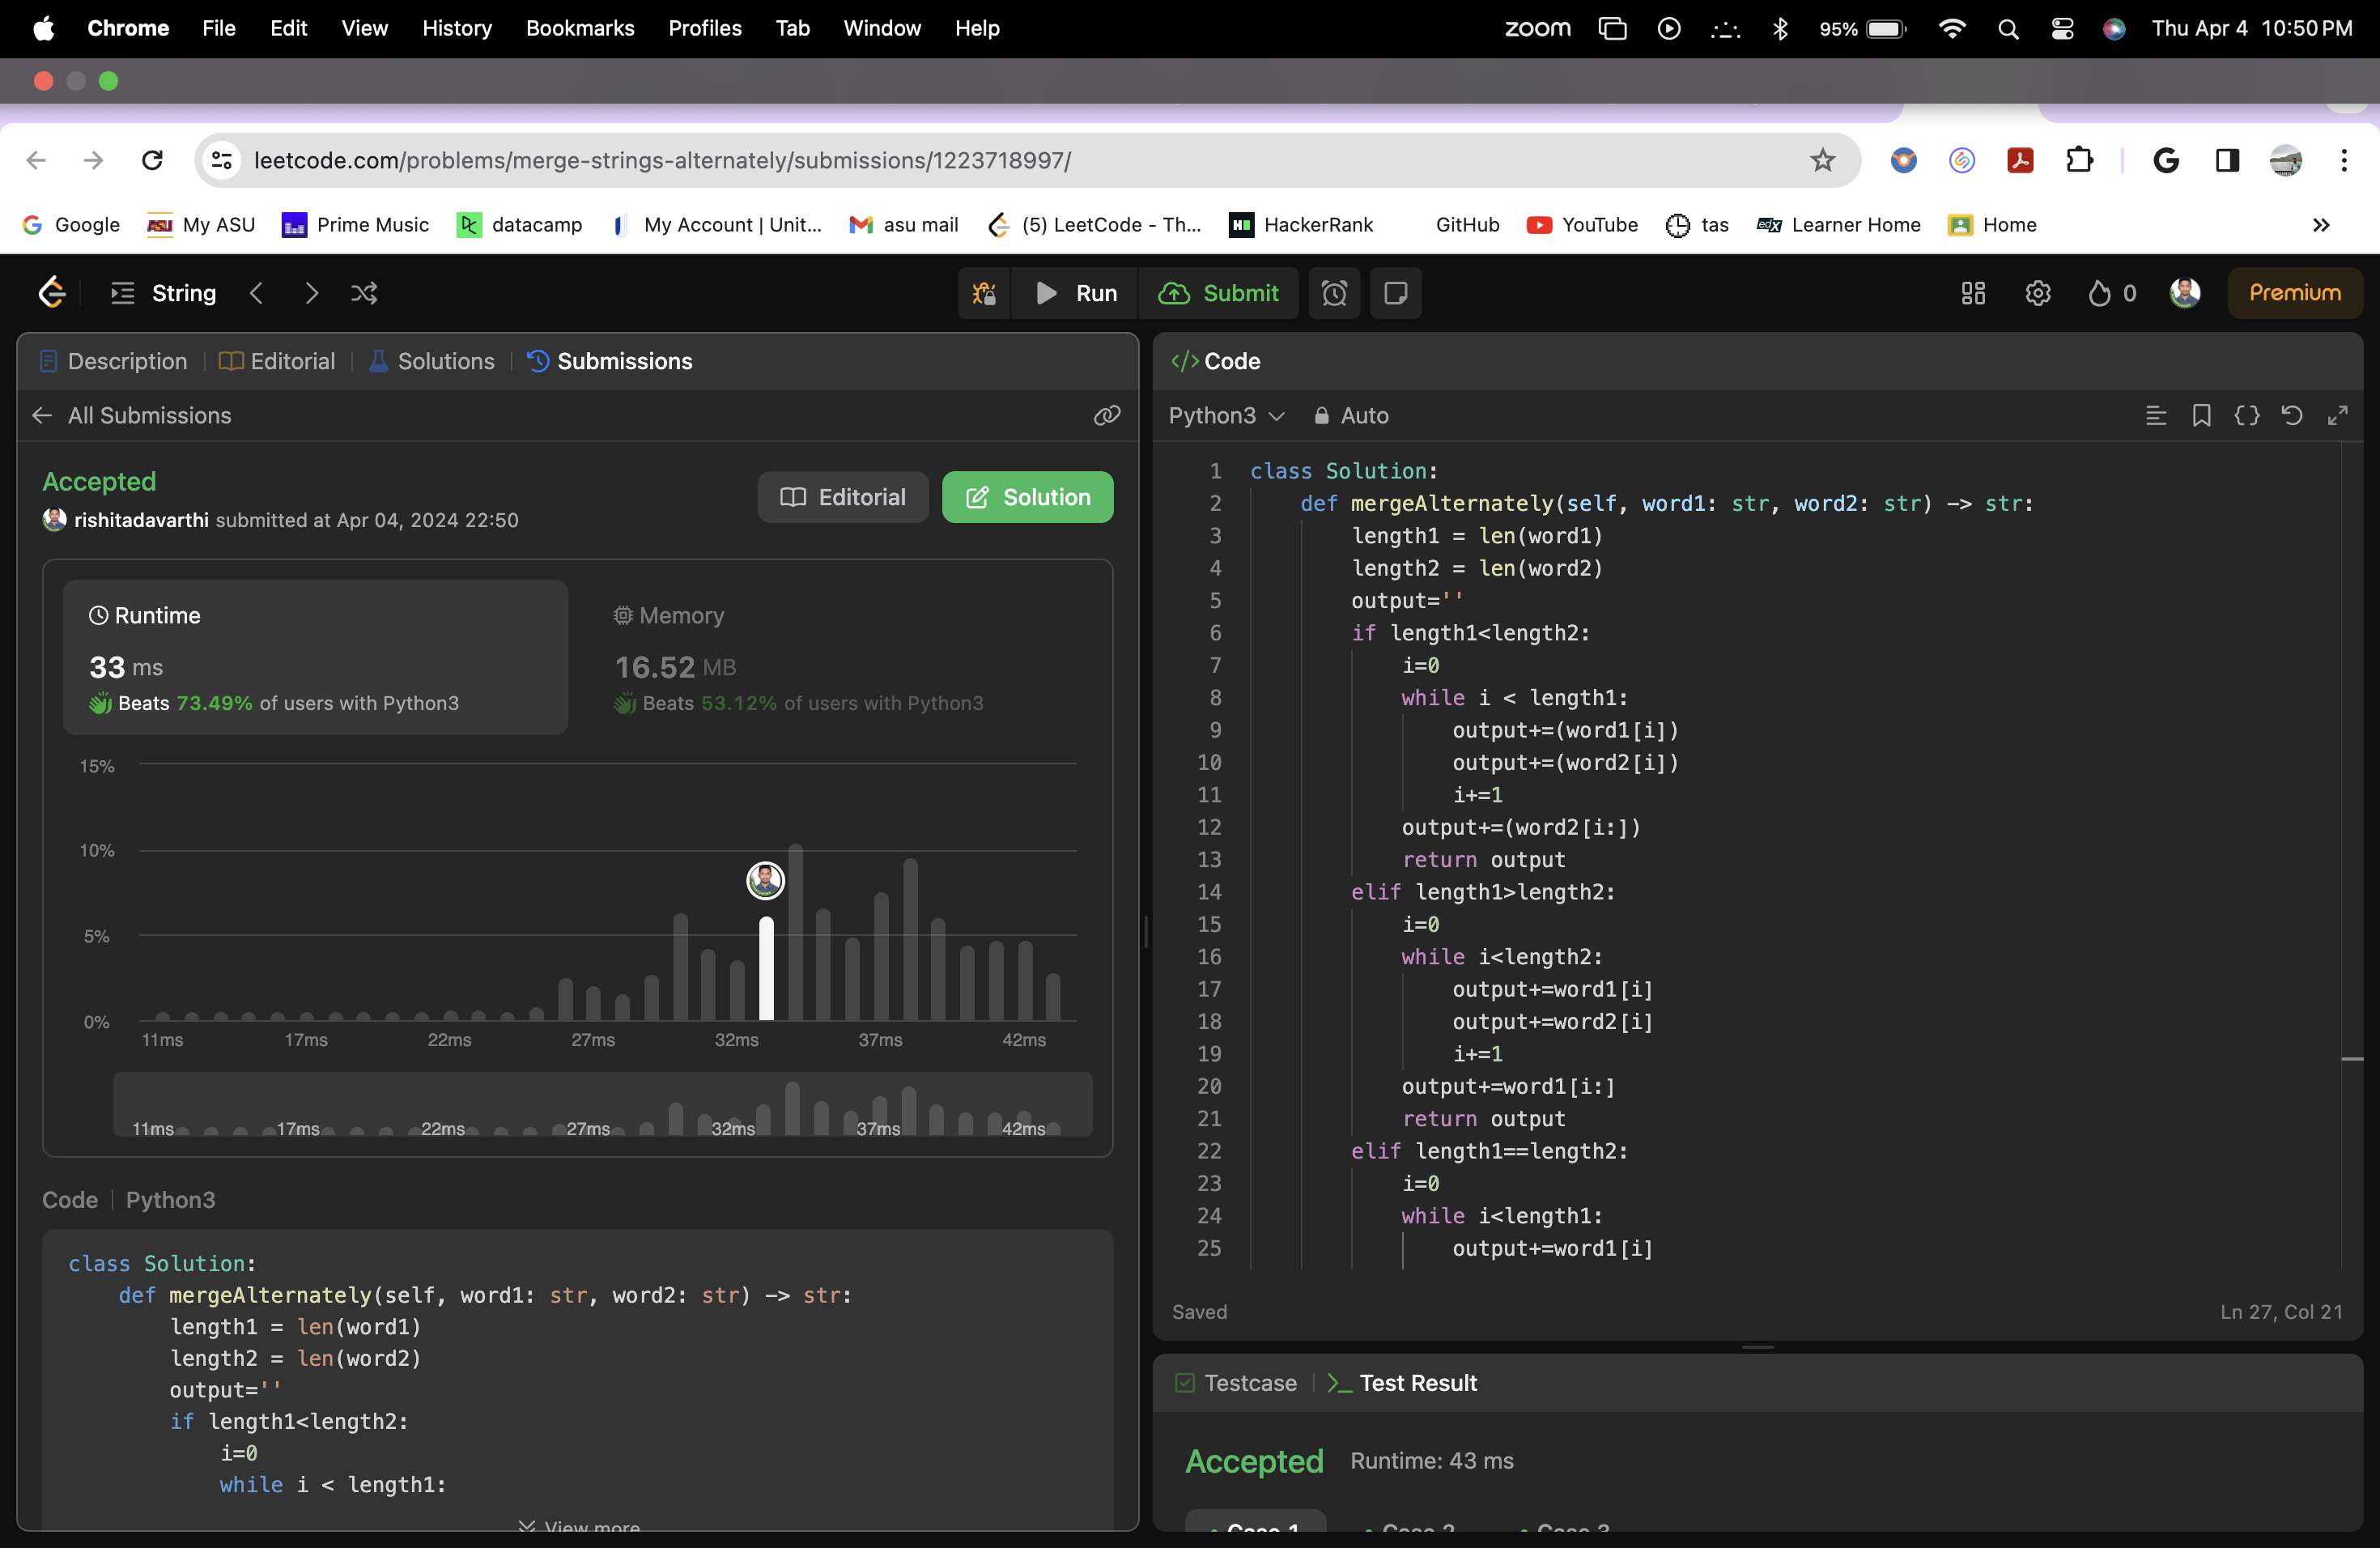 Chrome File Edit View History Bookmarks Profiles Tab Window Help zoom 95% Thu Apr 4 10:50 PM
leetcode.com/problems/merge-strings-alternately/submissions/1223718997/
Google My ASU Prime Music datacamp My Account | Unit... asu mail (5) LeetCode - Th... HackerRank GitHub YouTube tas Learner Home Home »
String Run Submit 0 Premium
Description | Editorial | Solutions | Submissions
All Submissions
Accepted
rishitadavarthi submitted at Apr 04, 2024 22:50
Editorial Solution
Runtime
33 ms
Beats 73.49% of users with Python3
Memory
16.52 MB
Beats 53.12% of users with Python3
15%
10%
5%
0%
11ms 17ms 22ms 27ms 32ms 37ms 42ms
11ms 17ms 22ms 27ms 32ms 37ms 42ms
Code | Python3
class Solution:
def mergeAlternately(self, word1: str, word2: str) -> str:
length1 = len(word1)
length2 = len(word2)
output=''
if length1<length2:
i=0
while i < length1:
View more
</> Code
Python3 Auto
1 class Solution:
2 def mergeAlternately(self, word1: str, word2: str) -> str:
3 length1 = len(word1)
4 length2 = len(word2)
5 output=''
6 if length1<length2:
7 i=0
8 while i < length1:
9 output+=(word1[i])
10 output+=(word2[i])
11 i+=1
12 output+=(word2[i:])
13 return output
14 elif length1>length2:
15 i=0
16 while i<length2:
17 output+=word1[i]
18 output+=word2[i]
19 i+=1
20 output+=word1[i:]
21 return output
22 elif length1==length2:
23 i=0
24 while i<length1:
25 output+=word1[i]
Saved Ln 27, Col 21
Testcase | >_ Test Result
Accepted Runtime: 43 ms
Case 1 Case 2 Case 3